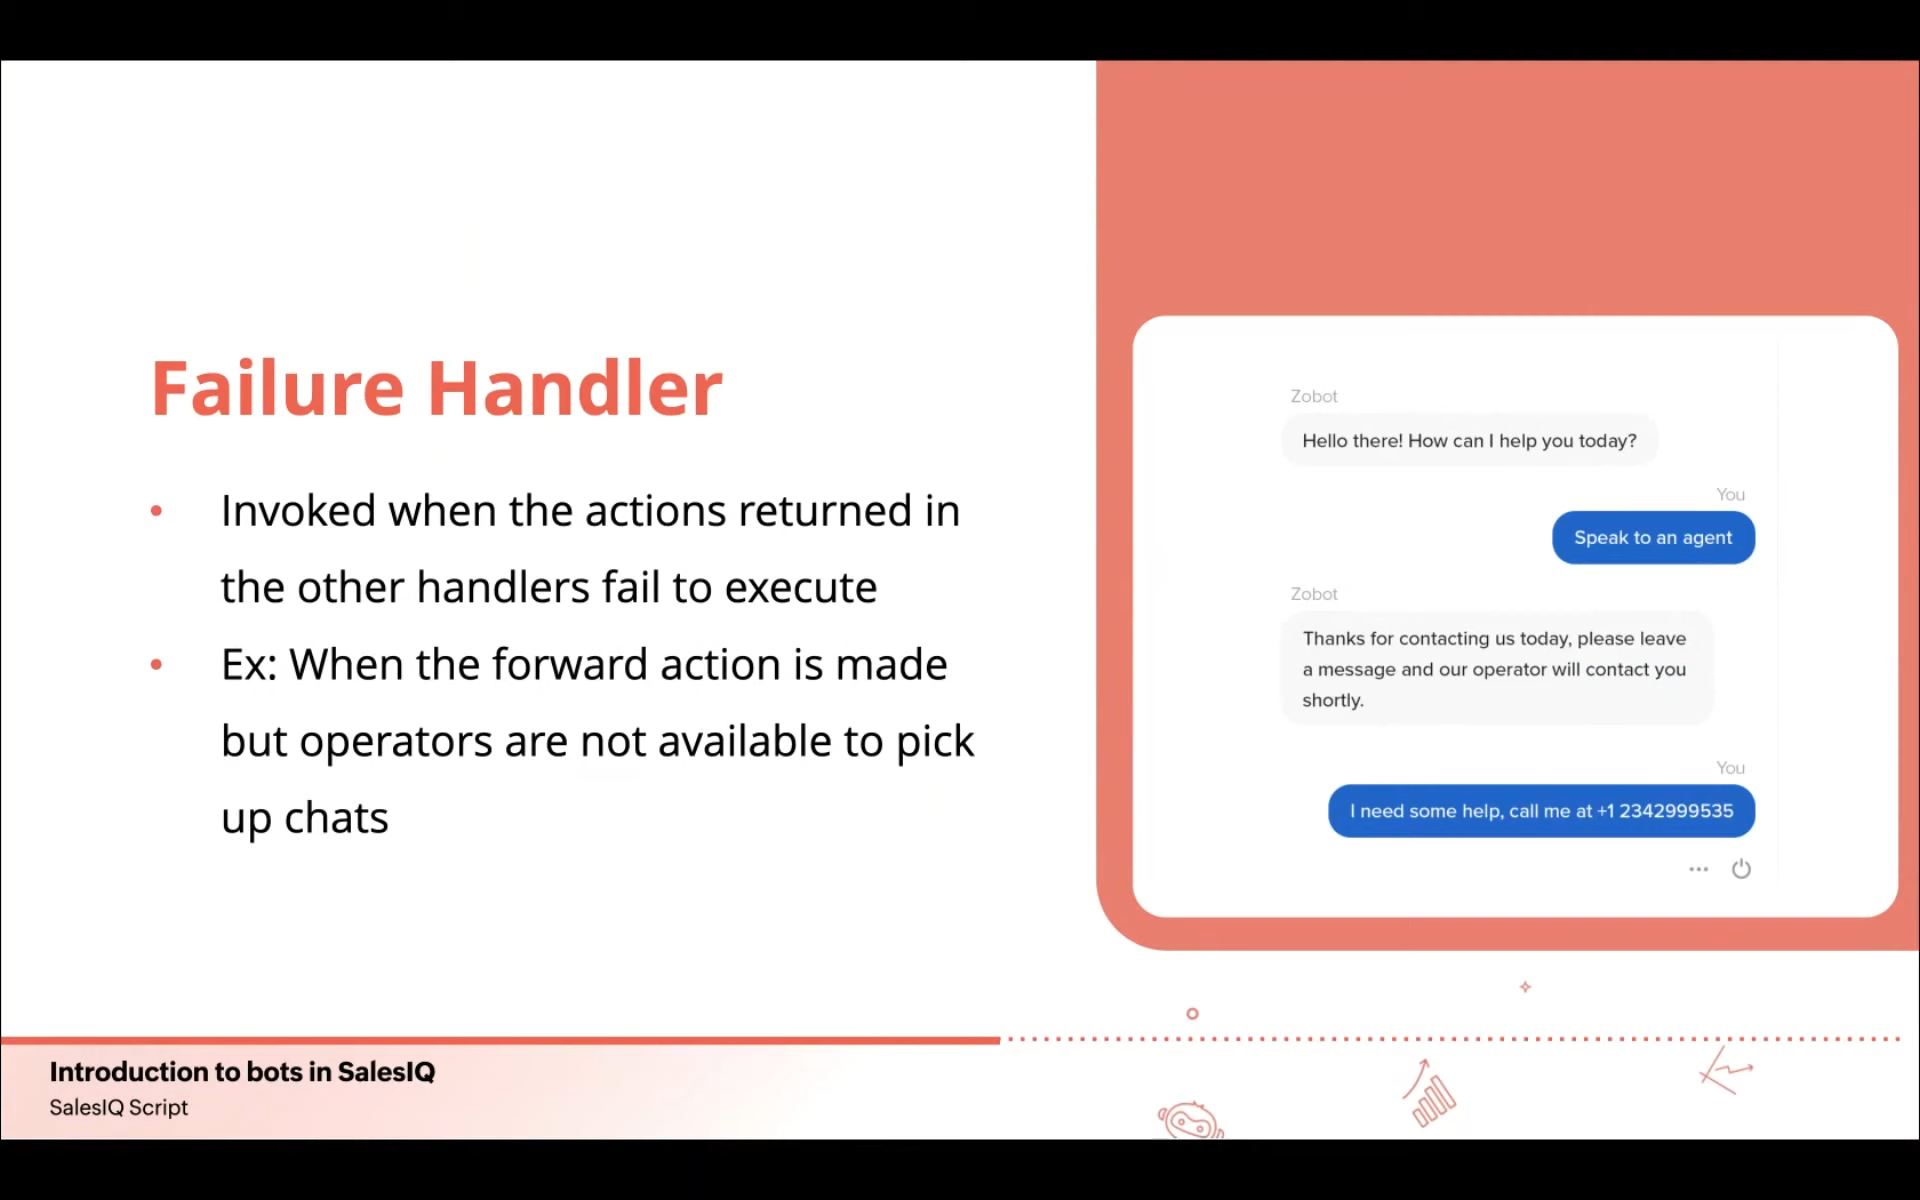 Failure Handler
• Invoked when the actions returned in
the other handlers fail to execute
• Ex: When the forward action is made
but operators are not available to pick
up chats
Zobot
Hello there! How can I help you today?
You
Speak to an agent
Zobot
Thanks for contacting us today, please leave
a message and our operator will contact you
shortly.
You
I need some help, call me at +1 2342999535
Introduction to bots in SalesIQ
SalesIQ Script